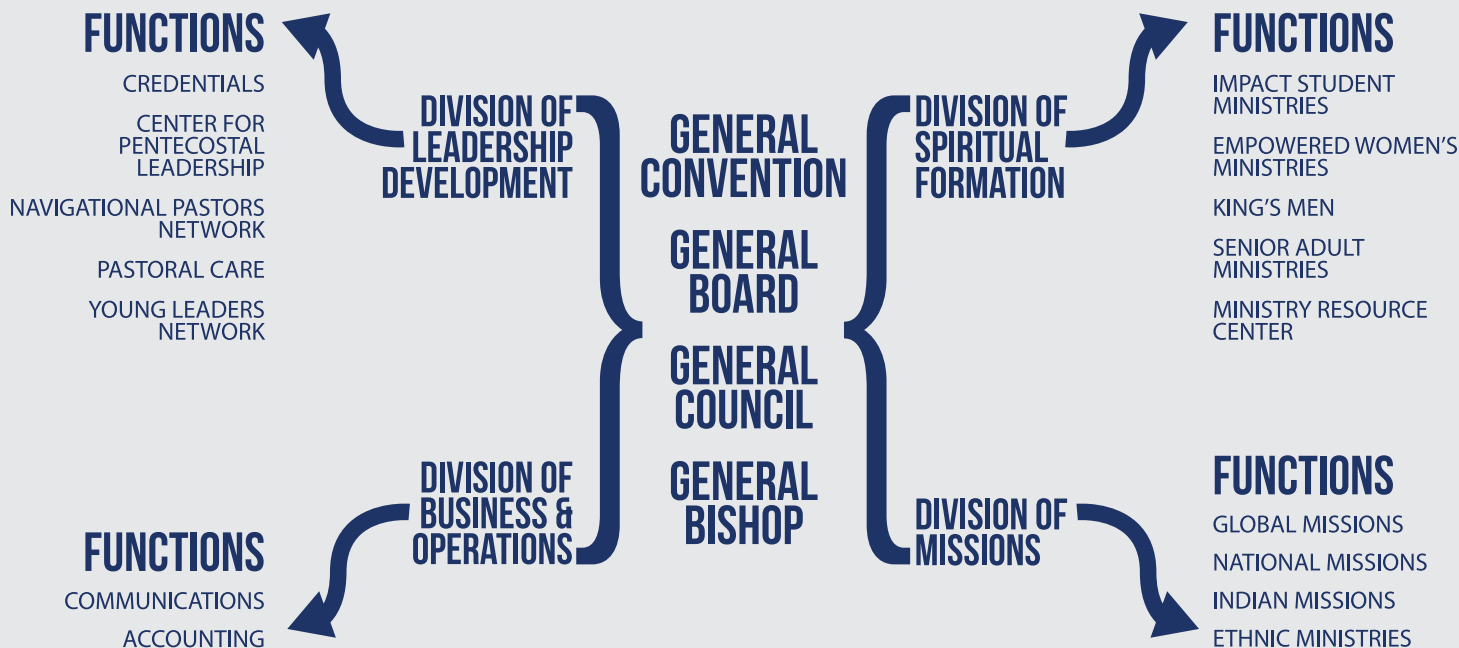 FUNCTIONS
CREDENTIALS
CENTER FOR
PENTECOSTAL
LEADERSHIP
NAVIGATIONAL PASTORS
NETWORK
PASTORAL CARE
YOUNG LEADERS
NETWORK
DIVISION OF
LEADERSHIP
DEVELOPMENT
FUNCTIONS
COMMUNICATIONS
ACCOUNTING
DIVISION OF
BUSINESS &
OPERATIONS
GENERAL
CONVENTION
GENERAL
BOARD
GENERAL
COUNCIL
GENERAL
BISHOP
DIVISION OF
SPIRITUAL
FORMATION
FUNCTIONS
IMPACT STUDENT
MINISTRIES
EMPOWERED WOMEN'S
MINISTRIES
KING'S MEN
SENIOR ADULT
MINISTRIES
MINISTRY RESOURCE
CENTER
DIVISION OF
MISSIONS
FUNCTIONS
GLOBAL MISSIONS
NATIONAL MISSIONS
INDIAN MISSIONS
ETHNIC MINISTRIES